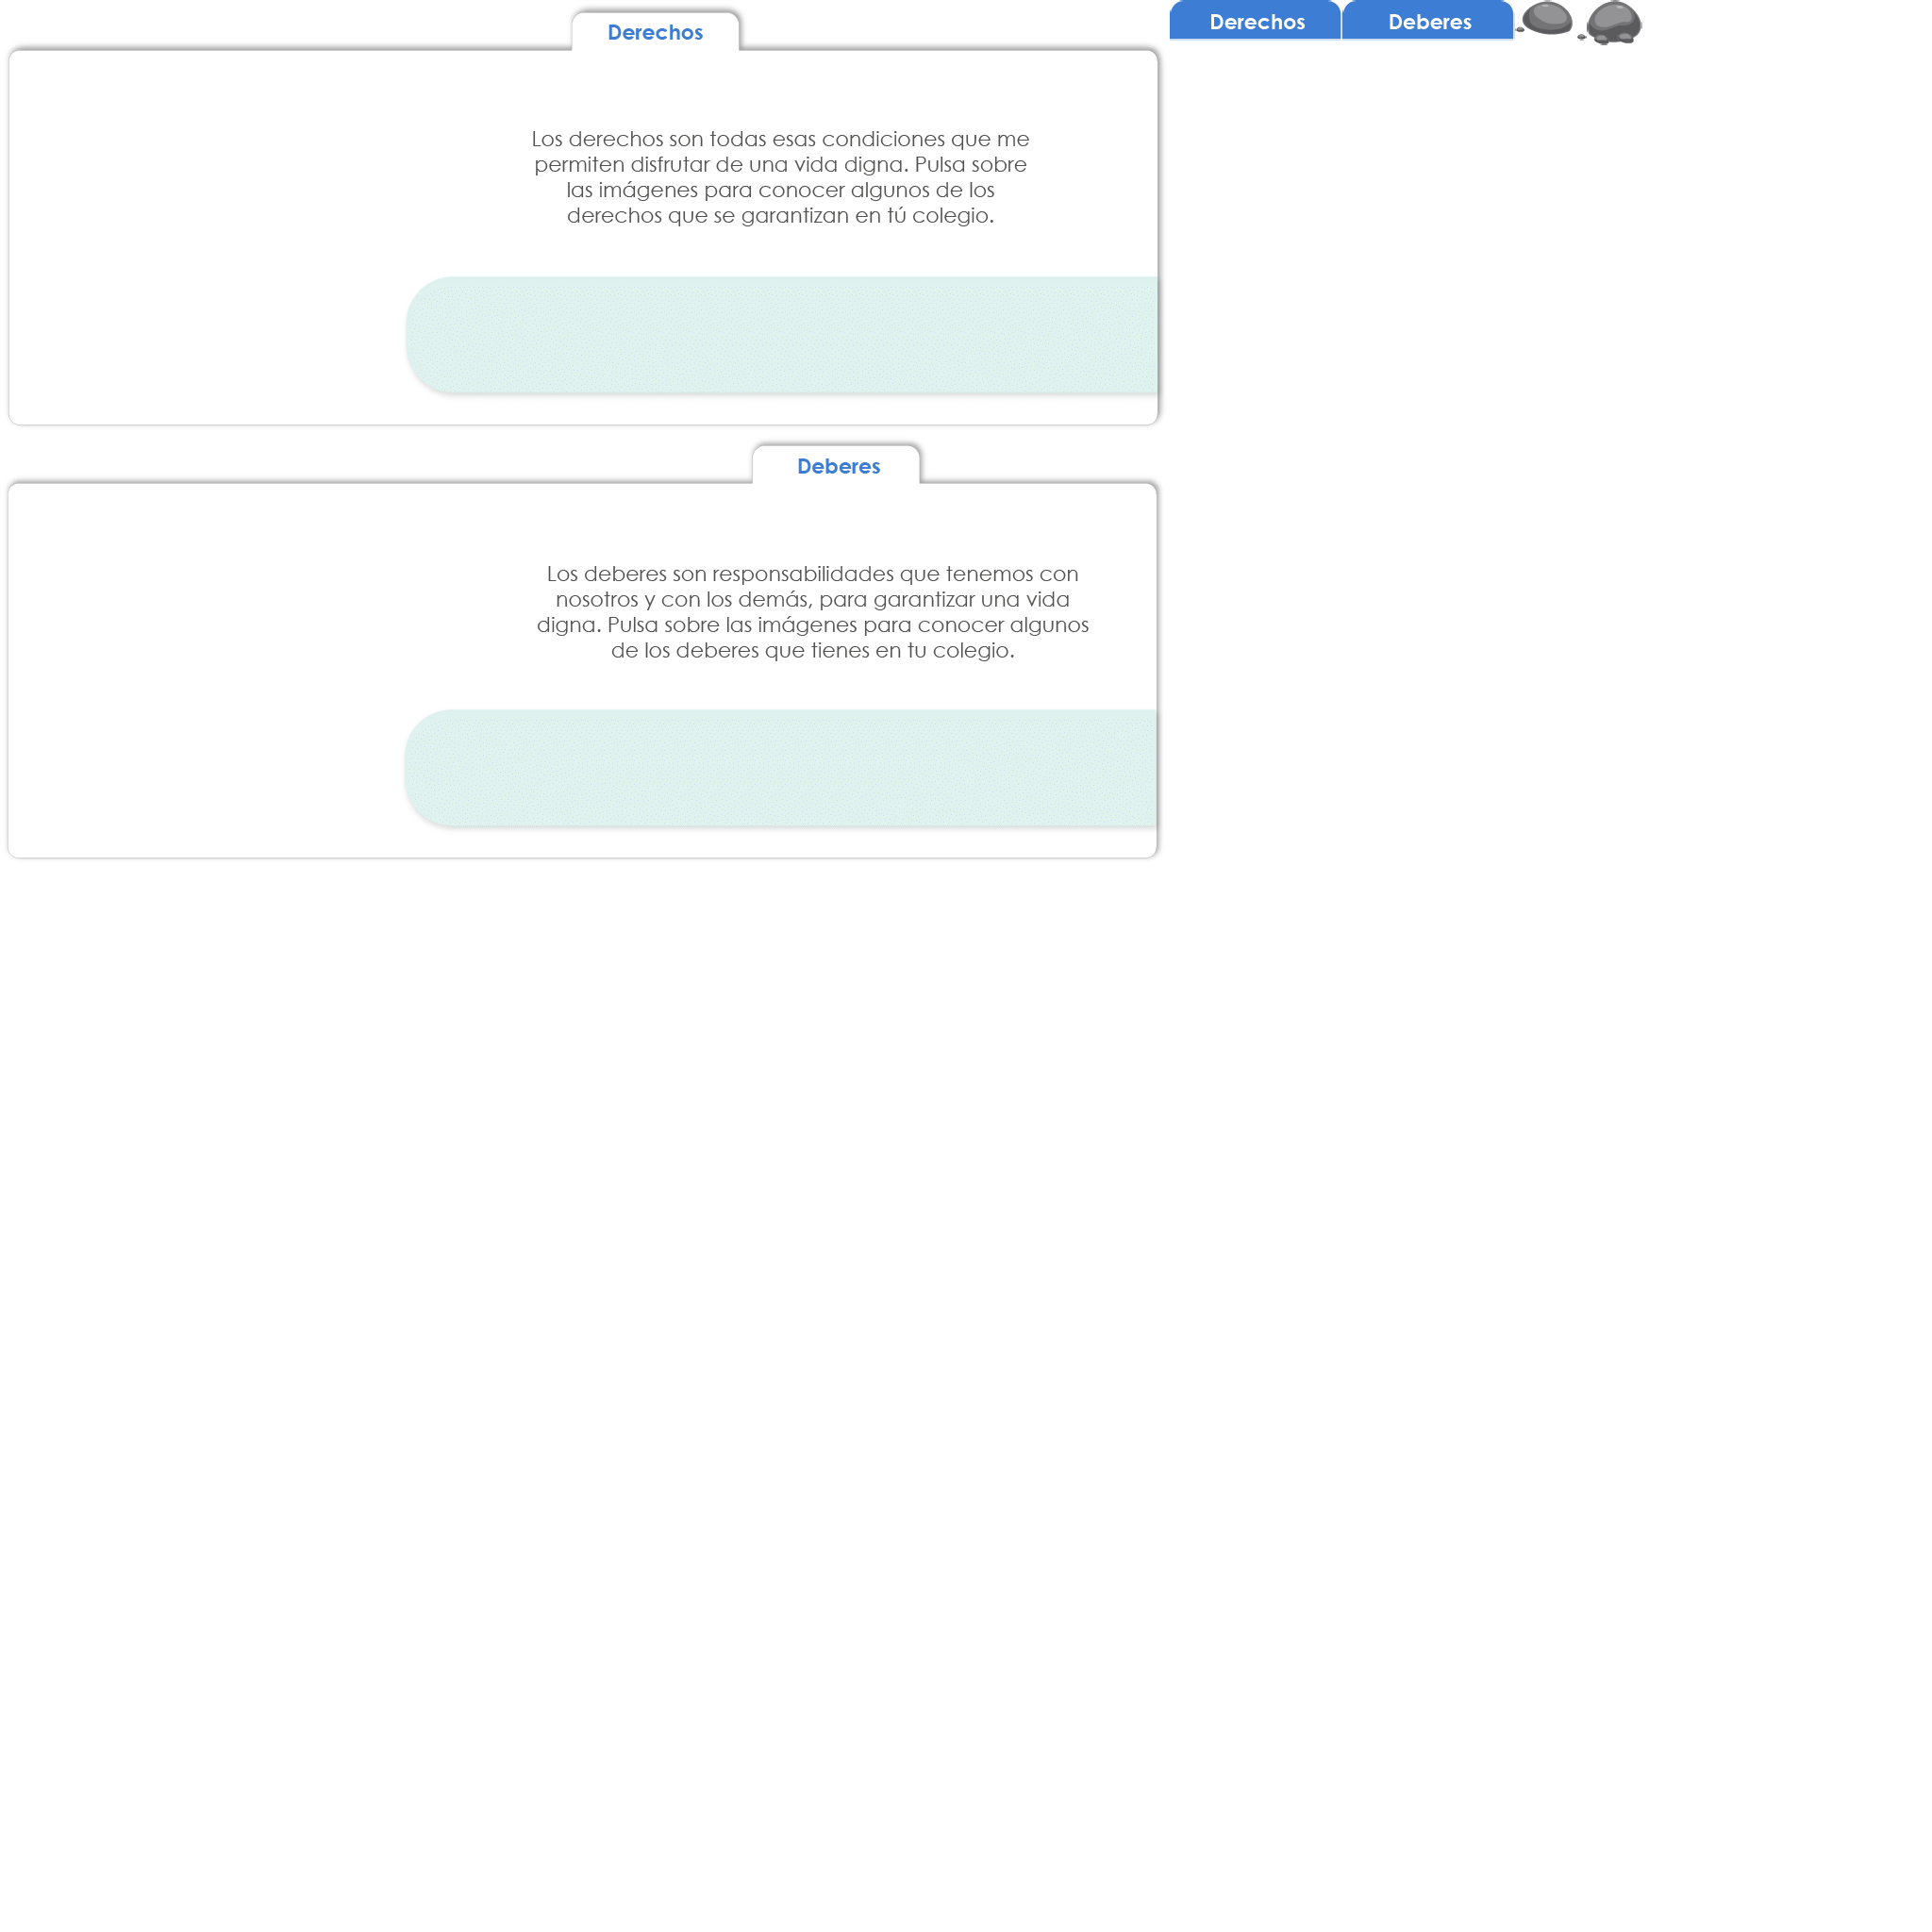 Derechos
Los derechos son todas esas condiciones que me
permiten disfrutar de una vida digna. Pulsa sobre
las imágenes para conocer algunos de los
derechos que se garantizan en tú colegio.
Deberes
Los deberes son responsabilidades que tenemos con
nosotros y con los demás, para garantizar una vida
digna. Pulsa sobre las imágenes para conocer algunos
de los deberes que tienes en tu colegio.
Derechos
Deberes